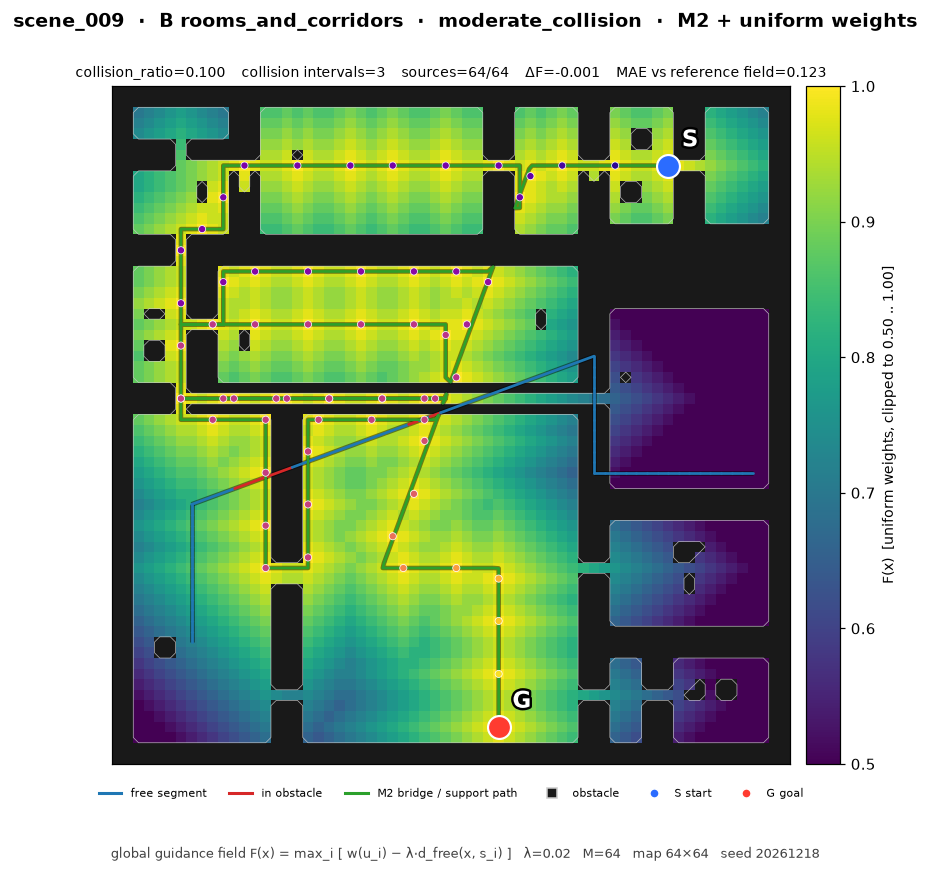 scene_009 · B rooms_and_corridors · moderate_collision · M2 + uniform weights
collision_ratio=0.100 collision intervals=3 sources=64/64 ΔF=-0.001 MAE vs reference field=0.123
S
G
1.0
0.9
0.8
0.7
0.6
0.5
F(x) [uniform weights, clipped to 0.50 .. 1.00]
free segment
in obstacle
M2 bridge / support path
obstacle
S start
G goal
global guidance field F(x) = max_i [ w(u_i) − λ·d_free(x, s_i) ] λ=0.02 M=64 map 64×64 seed 20261218